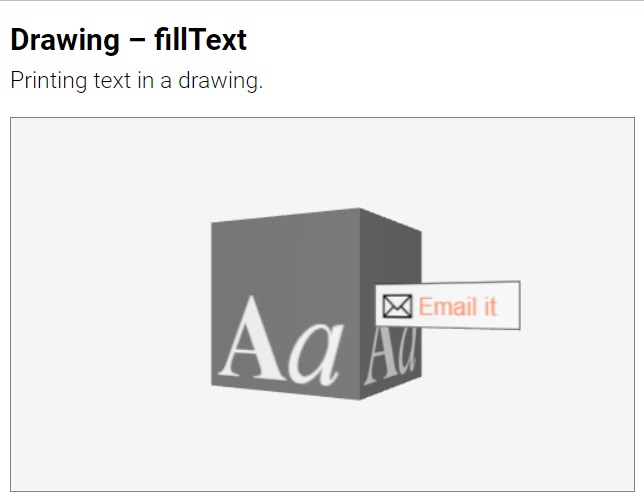 Drawing – fillText
Printing text in a drawing.
Aa
Aa
Email it